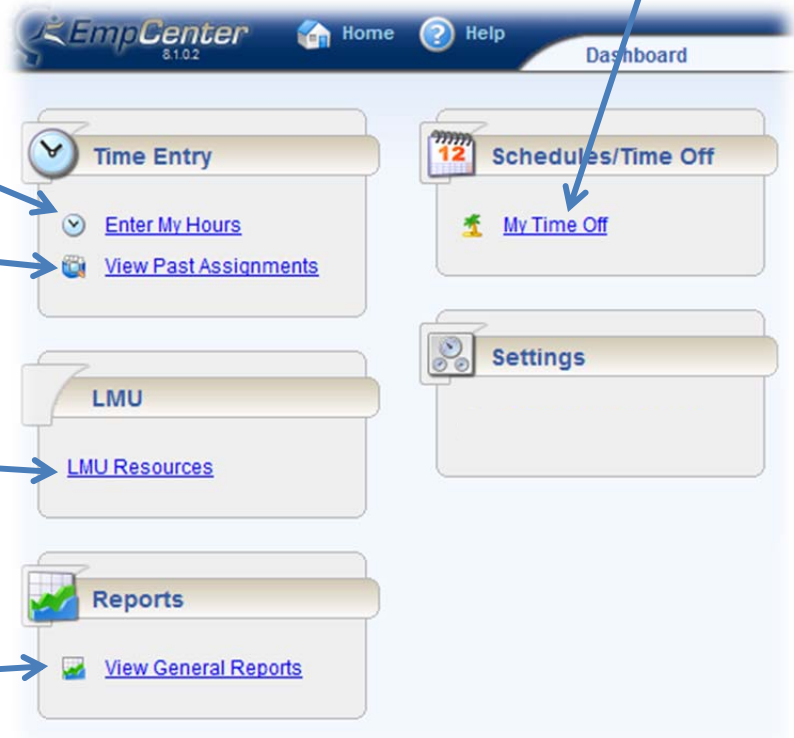 EmpCenter
8.1.0.2
Home
Help
Dashboard
Time Entry
Enter My Hours
View Past Assignments
12
Schedules/Time Off
My Time Off
Settings
LMU
LMU Resources
Reports
View General Reports